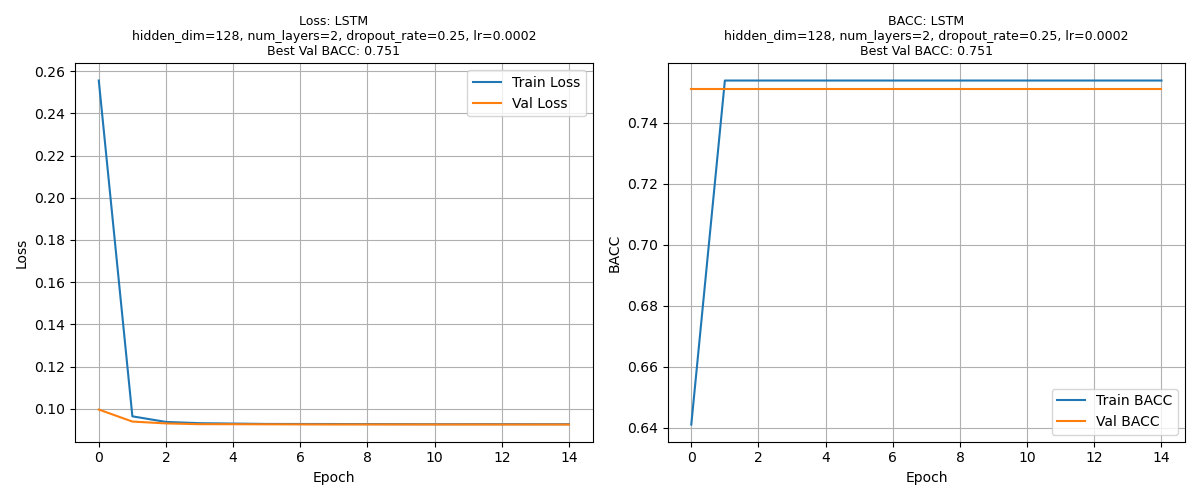 Loss: LSTM
hidden_dim=128, num_layers=2, dropout_rate=0.25, lr=0.0002
Best Val BACC: 0.751
0.26
0.24
0.22
0.20
0.18
0.16
0.14
0.12
0.10
Loss
Train Loss
Val Loss
0 2 4 6 8 10 12 14
Epoch
BACC: LSTM
hidden_dim=128, num_layers=2, dropout_rate=0.25, lr=0.0002
Best Val BACC: 0.751
0.74
0.72
0.70
0.68
0.66
0.64
BACC
Train BACC
Val BACC
0 2 4 6 8 10 12 14
Epoch